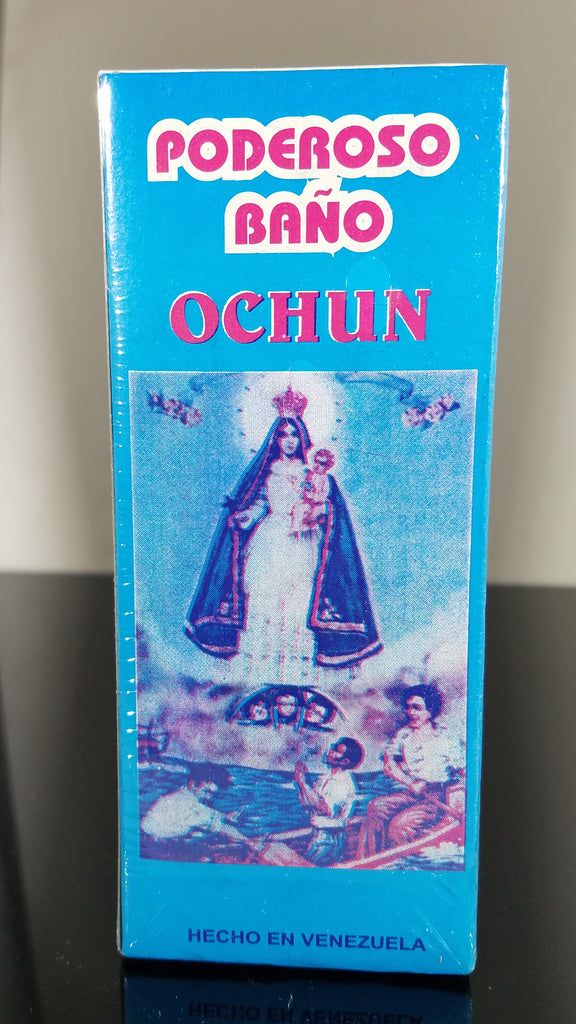 PODEROSO
BAÑO
OCHUN
HECHO EN VENEZUELA